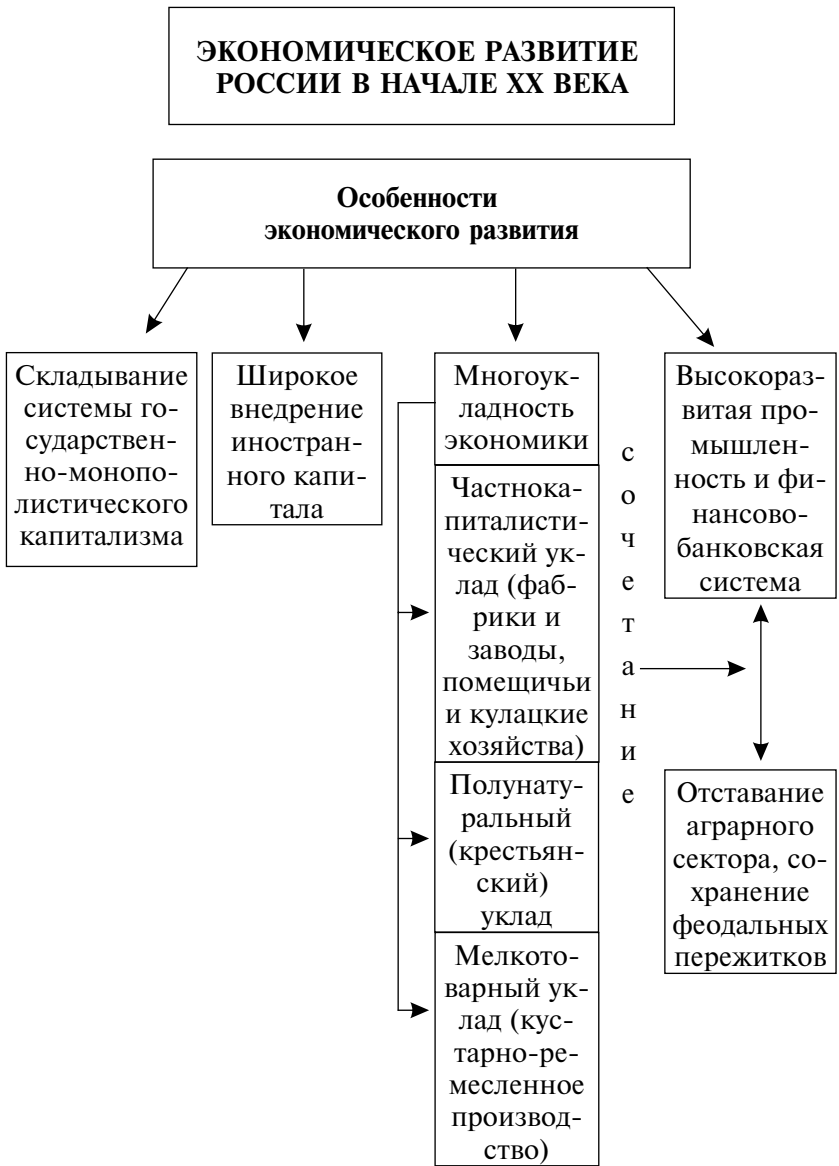 ЭКОНОМИЧЕСКОЕ РАЗВИТИЕ
РОССИИ В НАЧАЛЕ XX ВЕКА
Особенности
экономического развития
Складывание
системы го-
сударствен-
но-монопо-
листического
капитализма
Широкое
внедрение
иностран-
ного капи-
тала
Многоук-
ладность
экономики
Частнока-
питалисти-
ческий ук-
лад (фаб-
рики и
заводы,
помещичьи
и кулацкие
хозяйства)
Полунату-
ральный
(крестьян-
ский)
уклад
Мелкото-
варный ук-
лад (кус-
тарно-ре-
месленное
производ-
ство)
с
о
ч
е
т
а
н
и
е
Высокораз-
витая про-
мышлен-
ность и фи-
нансово-
банковская
система
Отставание
аграрного
сектора, со-
хранение
феодальных
пережитков